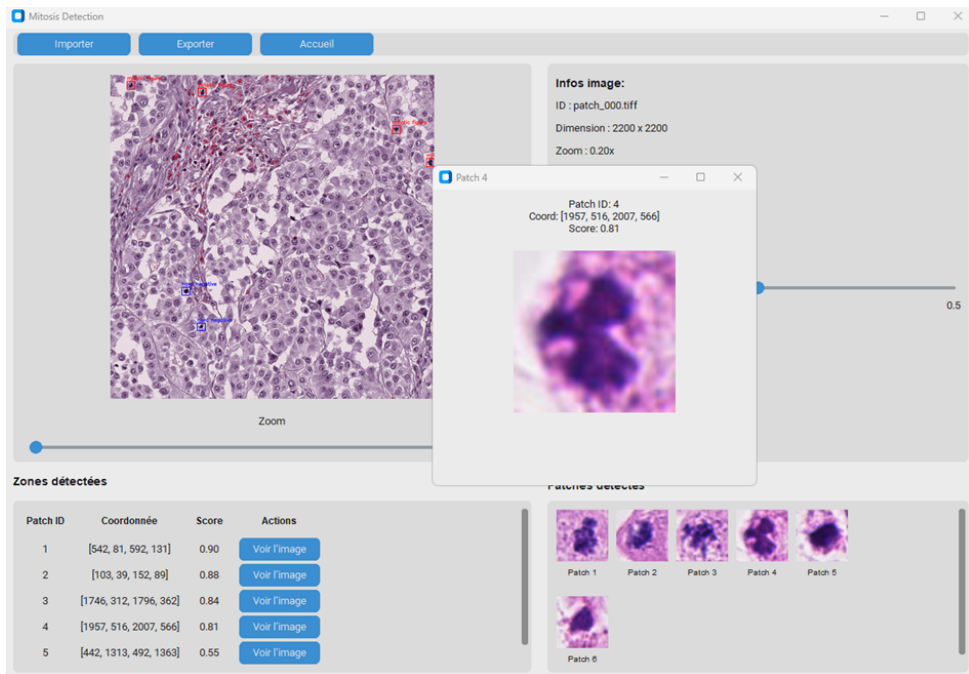 Mitosis Detection
Importer
Exporter
Accueil
mitotic figure
Infos image:
ID : patch_000.tiff
Dimension : 2200 x 2200
Zoom : 0.20x
Patch 4
Patch ID: 4
Coord: [1957, 516, 2007, 566]
Score: 0.81
0.5
Zoom
Zones détectées
Patch ID Coordonnée Score Actions
1 [542, 81, 592, 131] 0.90 Voir l'image
2 [103, 39, 152, 89] 0.88 Voir l'image
3 [1746, 312, 1796, 362] 0.84 Voir l'image
4 [1957, 516, 2007, 566] 0.81 Voir l'image
5 [442, 1313, 492, 1363] 0.55 Voir l'image
Patches détectés
Patch 1
Patch 2
Patch 3
Patch 4
Patch 5
Patch 6